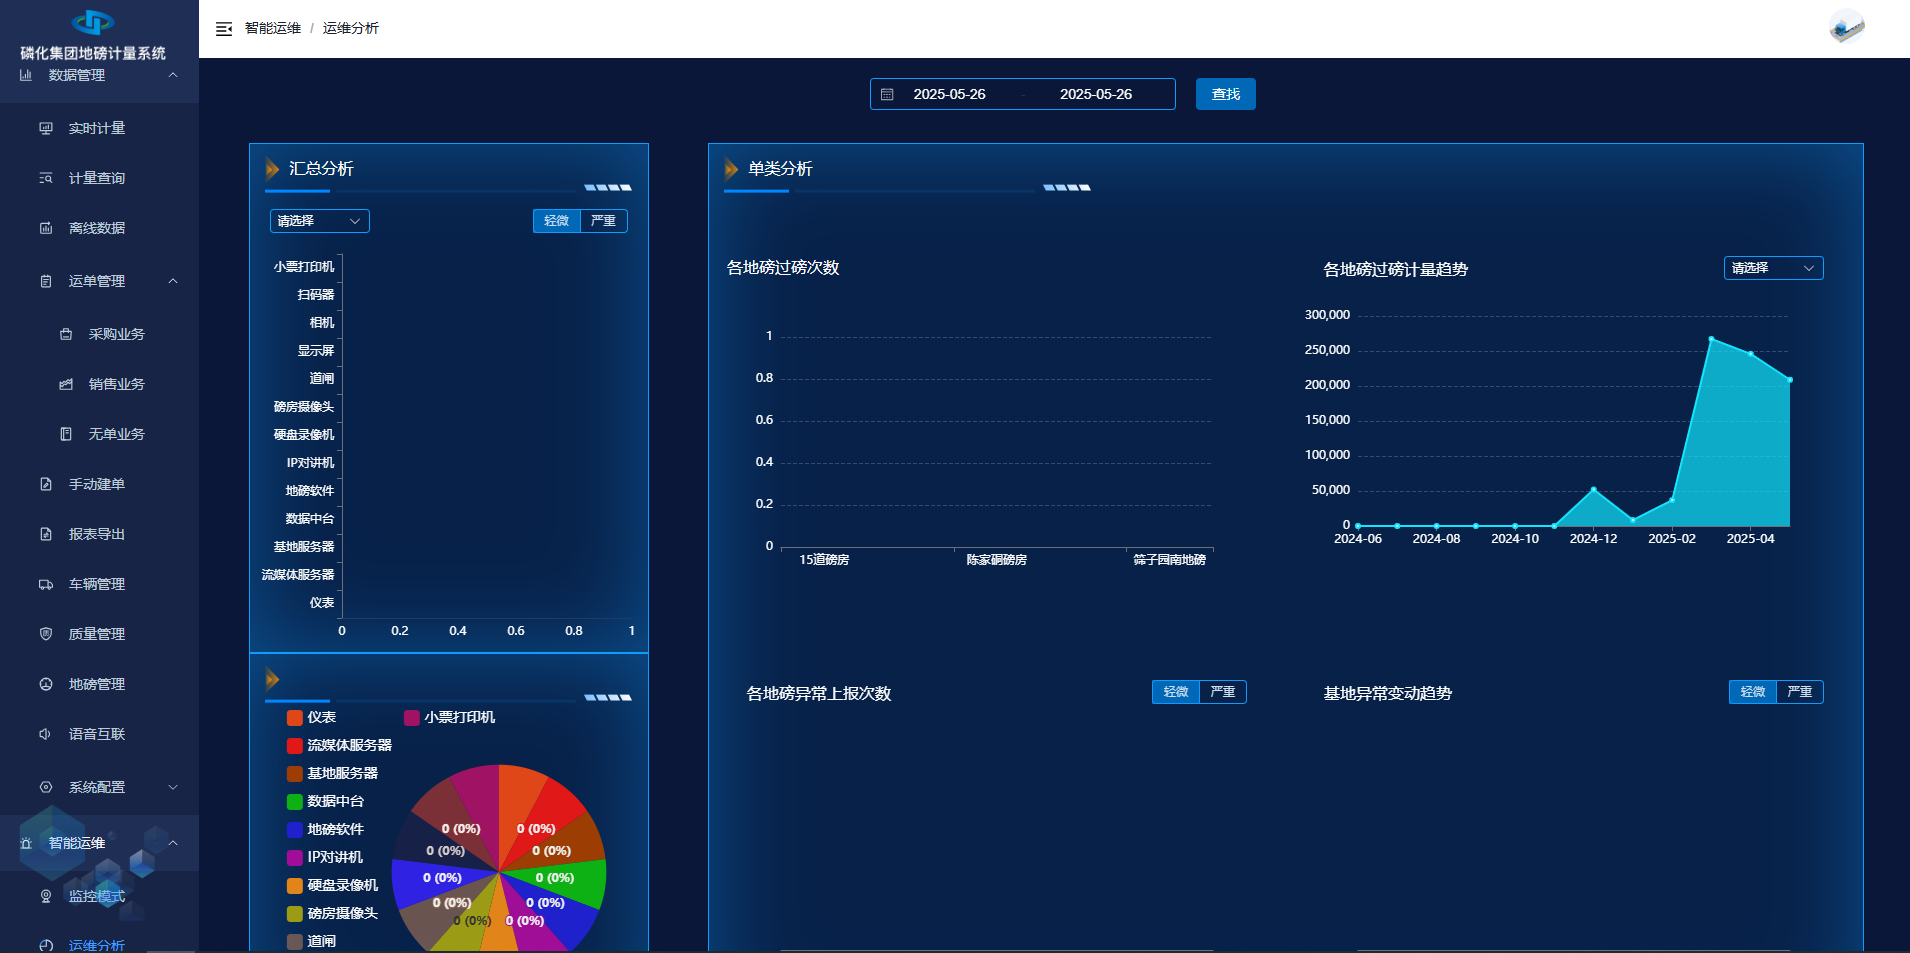 磷化集团地磅计量系统
数据管理
实时计量
计量查询
离线数据
运单管理
采购业务
销售业务
无单业务
手动建单
报表导出
车辆管理
质量管理
地磅管理
语音互联
系统配置
智能运维
监控模式
运维分析
智能运维 / 运维分析
2025-05-26 - 2025-05-26 查找
汇总分析
请选择 轻微 严重
小票打印机
扫码器
相机
显示屏
道闸
磅房摄像头
硬盘录像机
IP对讲机
地磅软件
数据中台
基地服务器
流媒体服务器
仪表
0 0.2 0.4 0.6 0.8 1
仪表 小票打印机
流媒体服务器
基地服务器
数据中台
地磅软件
IP对讲机
硬盘录像机
磅房摄像头
道闸
0 (0%) 0 (0%)
0 (0%) 0 (0%)
0 (0%) 0 (0%)
0 (0%) 0 (0%)
0 (0%) 0 (0%)
单类分析
各地磅过磅次数
1
0.8
0.6
0.4
0.2
0
15道磅房 陈家硐磅房 筛子园南地磅
各地磅过磅计量趋势 请选择
300,000
250,000
200,000
150,000
100,000
50,000
0
2024-06 2024-08 2024-10 2024-12 2025-02 2025-04
各地磅异常上报次数 轻微 严重
基地异常变动趋势 轻微 严重